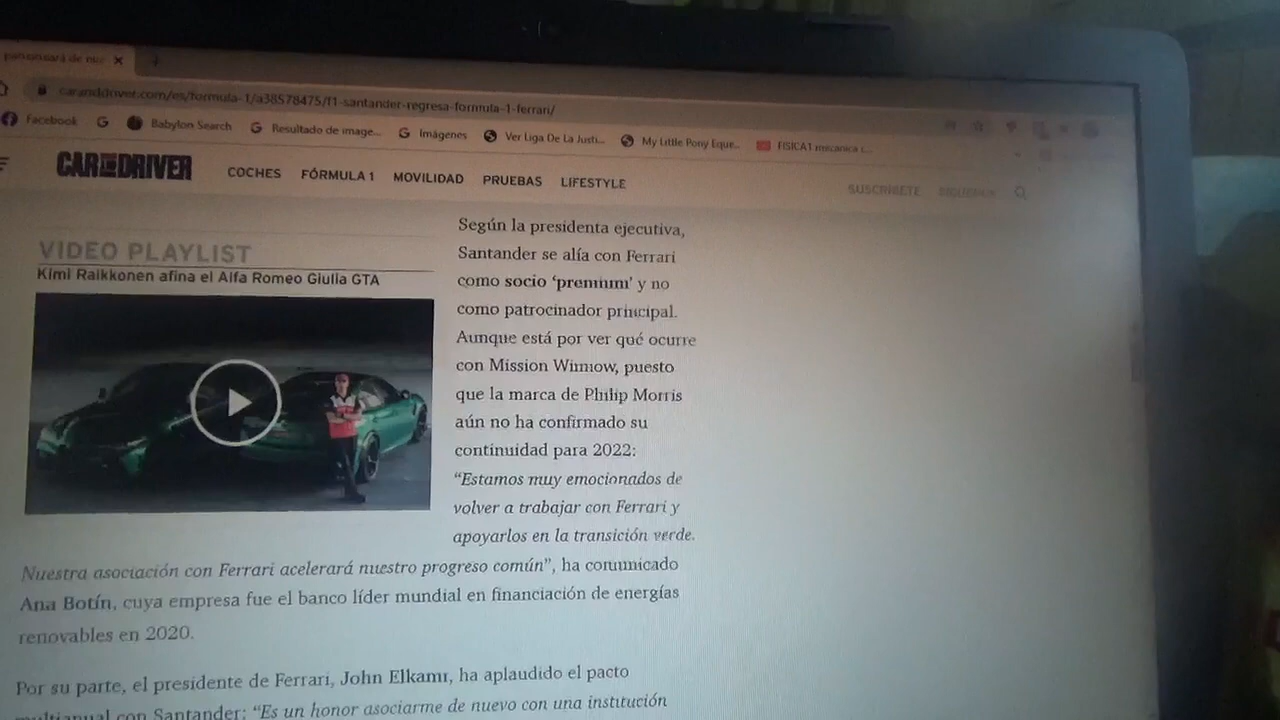 caranddriver.com/es/formula-1/a38578475/f1-santander-regresa-formula-1-ferrari/
Facebook Babylon Search Resultado de image... Imágenes Ver Liga De La Justi... My Little Pony Eque... FISICA1 mecanica
CAR AND DRIVER COCHES FÓRMULA 1 MOVILIDAD PRUEBAS LIFESTYLE SUSCRÍBETE
VIDEO PLAYLIST
Kimi Raikkonen afina el Alfa Romeo Giulia GTA
Según la presidenta ejecutiva,
Santander se alía con Ferrari
como socio ‘premium’ y no
como patrocinador principal.
Aunque está por ver qué ocurre
con Mission Winnow, puesto
que la marca de Philip Morris
aún no ha confirmado su
continuidad para 2022:
“Estamos muy emocionados de
volver a trabajar con Ferrari y
apoyarlos en la transición verde.
Nuestra asociación con Ferrari acelerará nuestro progreso común”, ha comunicado
Ana Botín, cuya empresa fue el banco líder mundial en financiación de energías
renovables en 2020.
Por su parte, el presidente de Ferrari, John Elkann, ha aplaudido el pacto
multianual con Santander: “Es un honor asociarme de nuevo con una institución